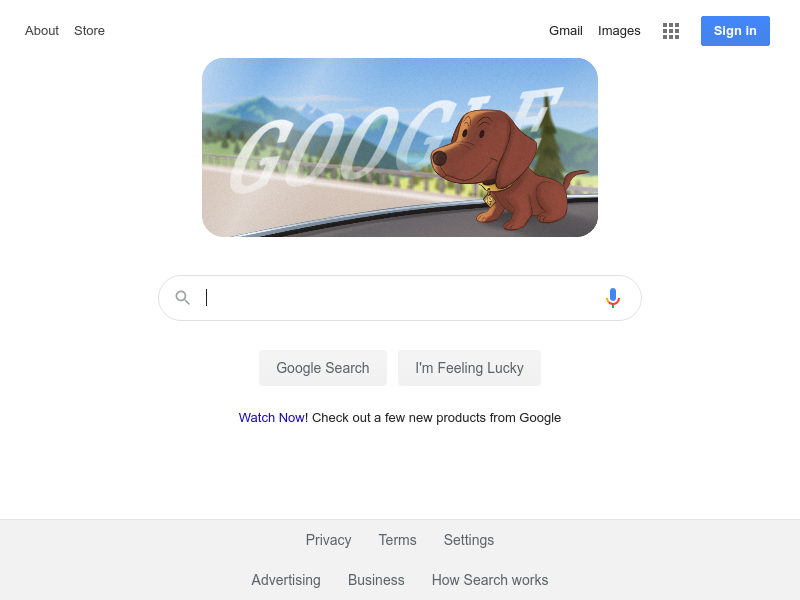 About Store Gmail Images Sign in
GOOGLE
Google Search I'm Feeling Lucky
Watch Now! Check out a few new products from Google
Privacy Terms Settings
Advertising Business How Search works